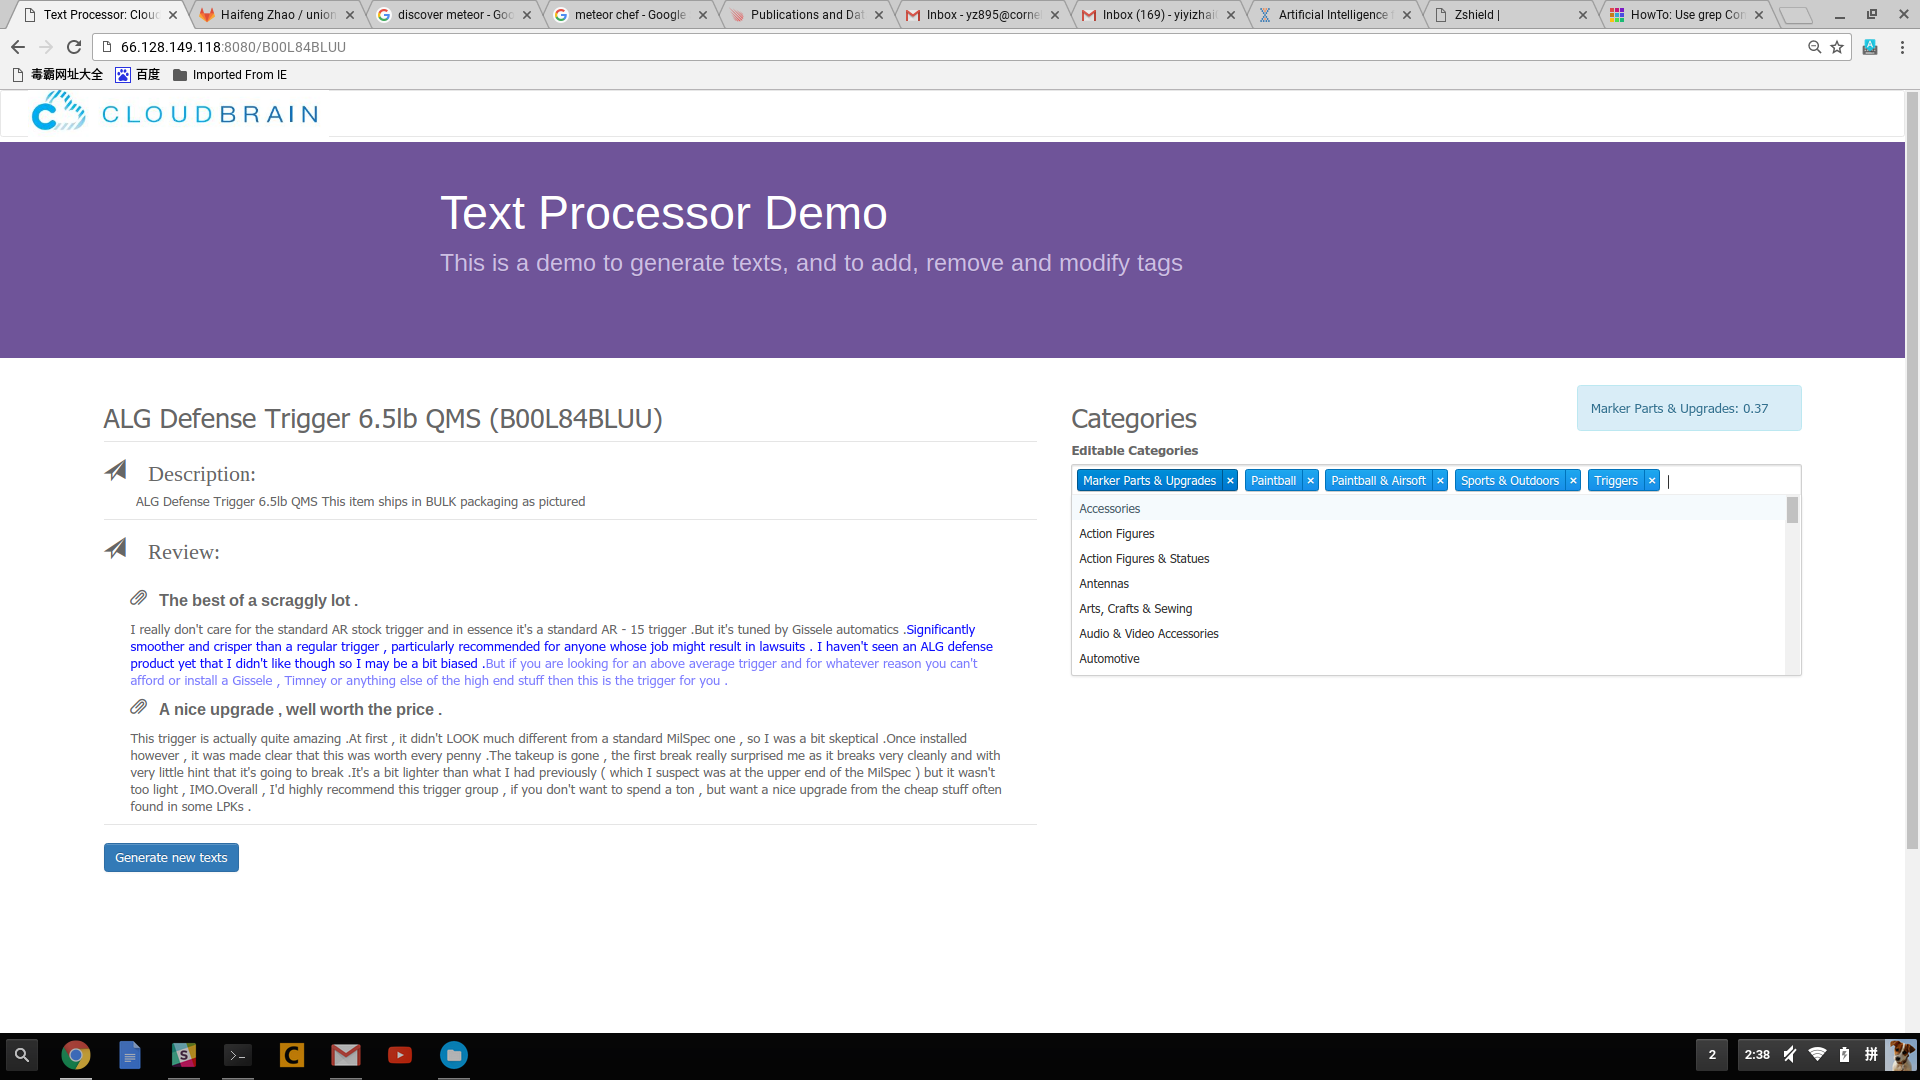 Text Processor: Clou
Haifeng Zhao / union
discover meteor - Goo
meteor chef - Google
Publications and Dat
Inbox - yz895@cornel
Inbox (169) - yiyizhai
Artificial Intelligence f
Zshield |
HowTo: Use grep Com
66.128.149.118:8080/B00L84BLUU
毒霸网址大全
百度
Imported From IE
CLOUDBRAIN
Text Processor Demo
This is a demo to generate texts, and to add, remove and modify tags
ALG Defense Trigger 6.5lb QMS (B00L84BLUU)
Description:
ALG Defense Trigger 6.5lb QMS This item ships in BULK packaging as pictured
Review:
The best of a scraggly lot .
I really don't care for the standard AR stock trigger and in essence it's a standard AR - 15 trigger .But it's tuned by Gissele automatics .Significantly
smoother and crisper than a regular trigger , particularly recommended for anyone whose job might result in lawsuits . I haven't seen an ALG defense
product yet that I didn't like though so I may be a bit biased .But if you are looking for an above average trigger and for whatever reason you can't
afford or install a Gissele , Timney or anything else of the high end stuff then this is the trigger for you .
A nice upgrade , well worth the price .
This trigger is actually quite amazing .At first , it didn't LOOK much different from a standard MilSpec one , so I was a bit skeptical .Once installed
however , it was made clear that this was worth every penny .The takeup is gone , the first break really surprised me as it breaks very cleanly and with
very little hint that it's going to break .It's a bit lighter than what I had previously ( which I suspect was at the upper end of the MilSpec ) but it wasn't
too light , IMO.Overall , I'd highly recommend this trigger group , if you don't want to spend a ton , but want a nice upgrade from the cheap stuff often
found in some LPKs .
Generate new texts
Categories
Marker Parts & Upgrades: 0.37
Editable Categories
Marker Parts & Upgrades × Paintball × Paintball & Airsoft × Sports & Outdoors × Triggers ×
Accessories
Action Figures
Action Figures & Statues
Antennas
Arts, Crafts & Sewing
Audio & Video Accessories
Automotive
2
2:38
拼